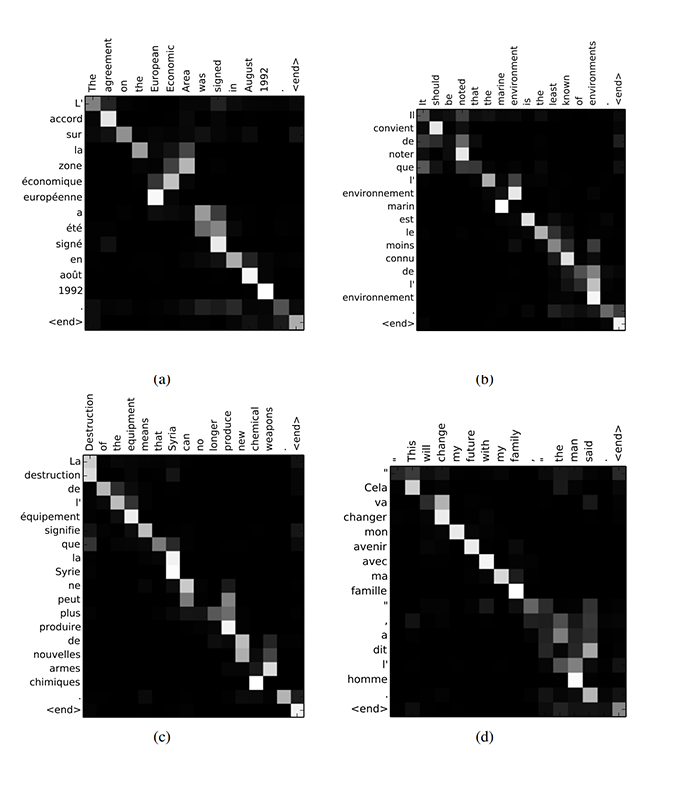 The agreement on the European Economic Area was signed in August 1992 . <end>
L'
accord
sur
la
zone
économique
européenne
a
été
signé
en
août
1992
.
<end>
(a)
It should be noted that the marine environment is the least known of environments . <end>
Il
convient
de
noter
que
l'
environnement
marin
est
le
moins
connu
de
l'
environnement
.
<end>
(b)
Destruction of the equipment means that Syria can no longer produce new chemical weapons . <end>
La
destruction
de
l'
équipement
signifie
que
la
Syrie
ne
peut
plus
produire
de
nouvelles
armes
chimiques
.
<end>
(c)
" This will change my future with my family , " the man said . <end>
"
Cela
va
changer
mon
avenir
avec
ma
famille
"
,
a
dit
l'
homme
.
<end>
(d)